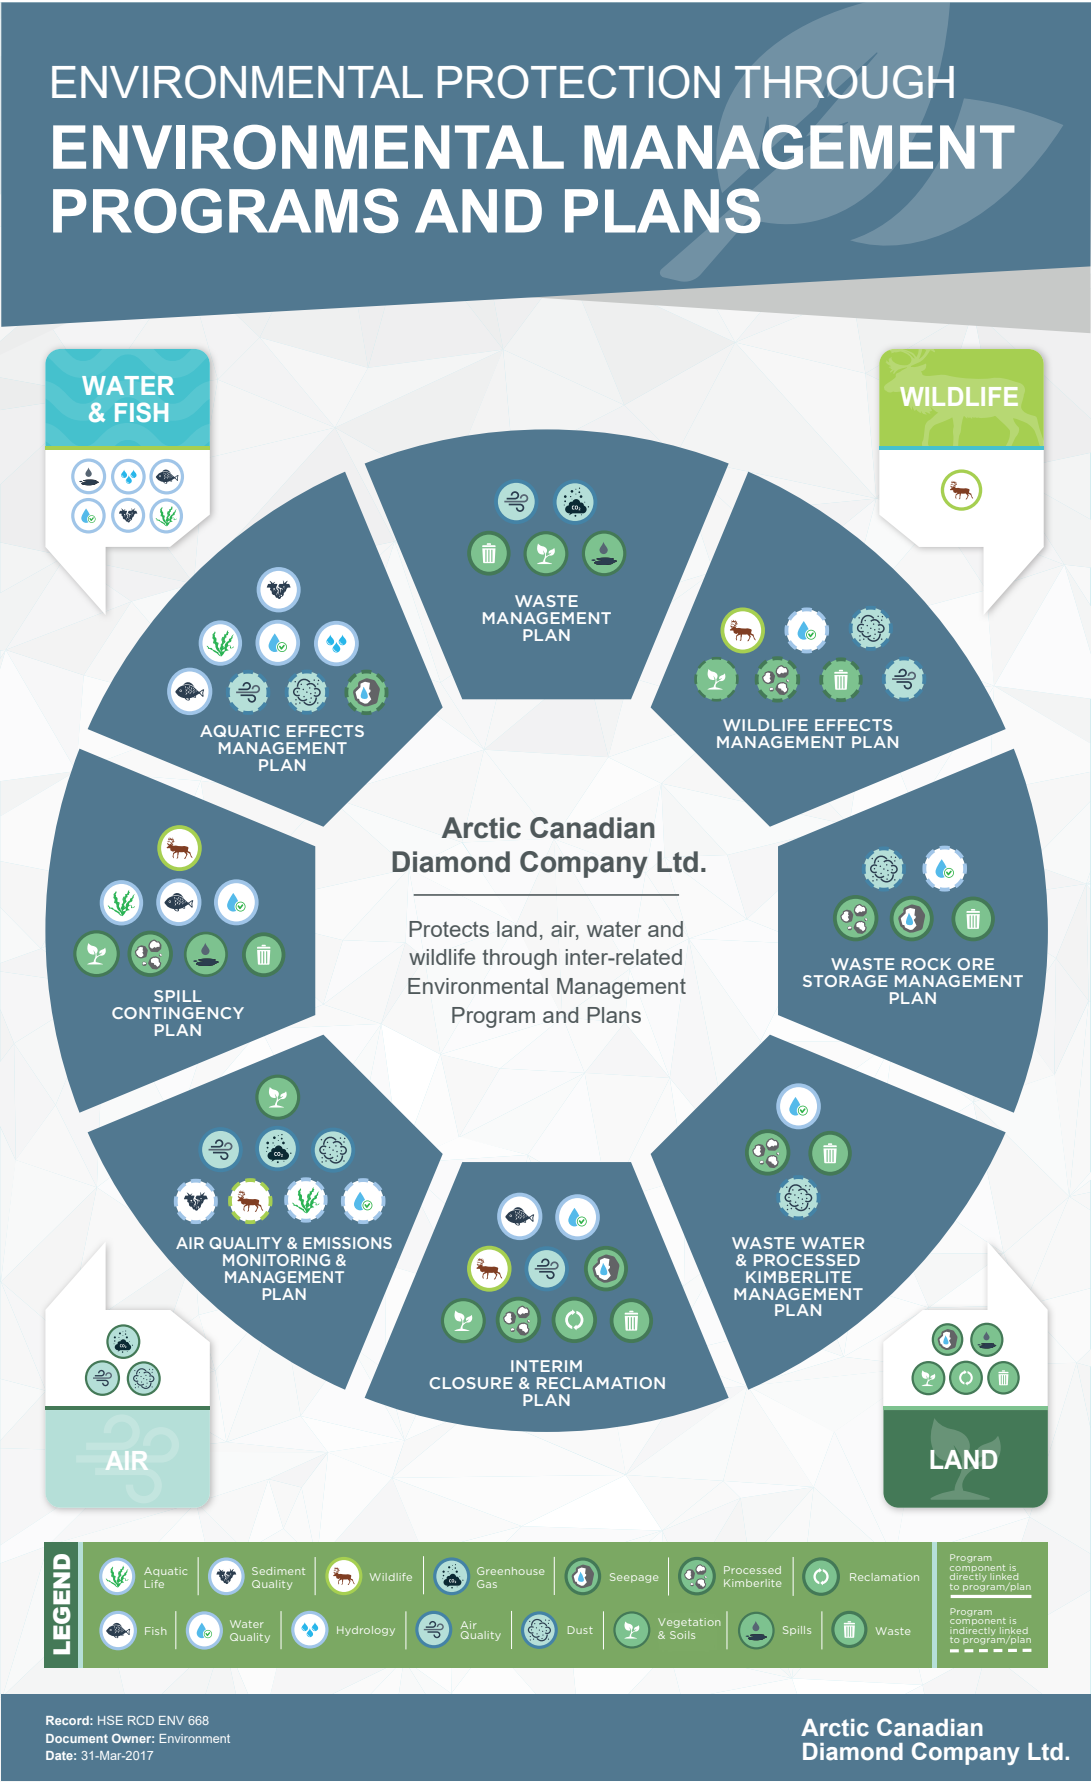 ENVIRONMENTAL PROTECTION THROUGH
ENVIRONMENTAL MANAGEMENT
PROGRAMS AND PLANS
WATER
& FISH
WILDLIFE
WASTE
MANAGEMENT
PLAN
AQUATIC EFFECTS
MANAGEMENT
PLAN
WILDLIFE EFFECTS
MANAGEMENT PLAN
Arctic Canadian
Diamond Company Ltd.
Protects land, air, water and
wildlife through inter-related
Environmental Management
Program and Plans
SPILL
CONTINGENCY
PLAN
WASTE ROCK ORE
STORAGE MANAGEMENT
PLAN
AIR QUALITY & EMISSIONS
MONITORING &
MANAGEMENT
PLAN
WASTE WATER
& PROCESSED
KIMBERLITE
MANAGEMENT
PLAN
INTERIM
CLOSURE & RECLAMATION
PLAN
CO₂
CO₂
CO₂
AIR
LAND
LEGEND
Aquatic
Life
Sediment
Quality
Wildlife
CO₂
Greenhouse
Gas
Seepage
Processed
Kimberlite
Reclamation
Fish
Water
Quality
Hydrology
Air
Quality
Dust
Vegetation
& Soils
Spills
Waste
Program
component is
directly linked
to program/plan
Program
component is
indirectly linked
to program/plan
Record: HSE RCD ENV 668
Document Owner: Environment
Date: 31-Mar-2017
Arctic Canadian
Diamond Company Ltd.